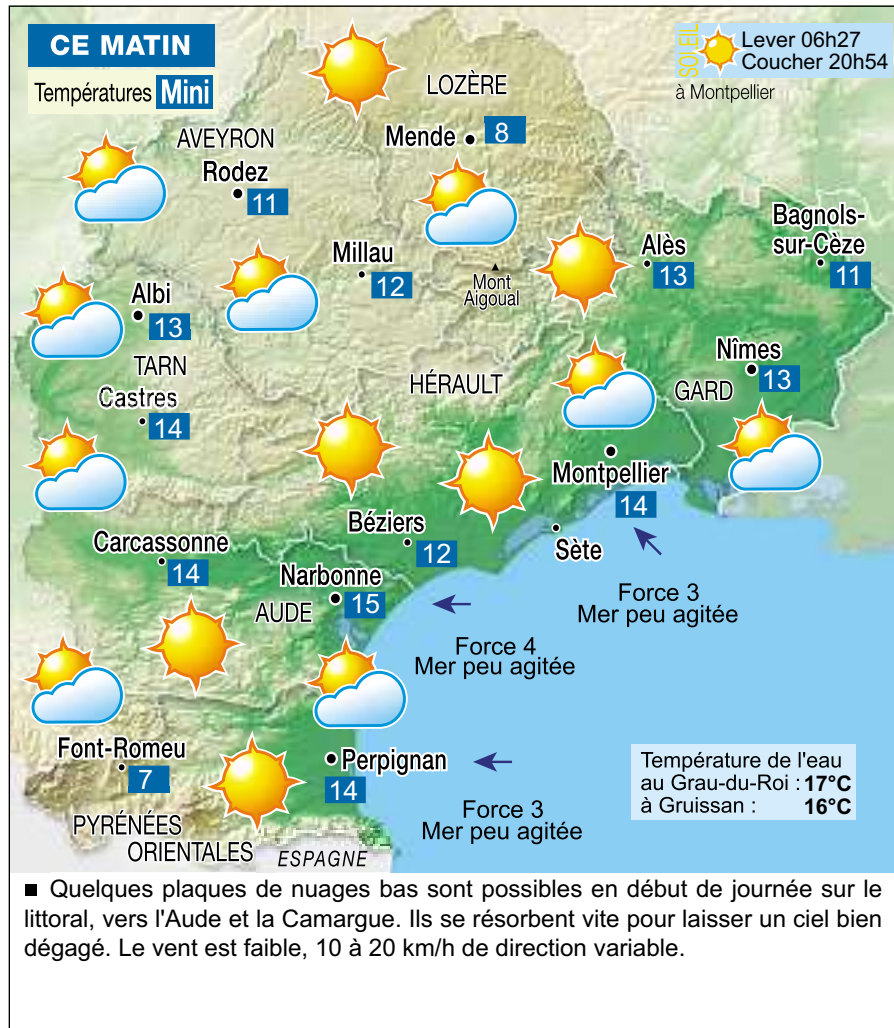 CE MATIN
Températures Mini
SOLEIL
Lever 06h27
Coucher 20h54
à Montpellier
LOZÈRE
Mende
8
AVEYRON
Rodez
11
Bagnols-
sur-Cèze
11
Alès
13
Millau
12
Mont
Aigoual
Albi
13
TARN
Nîmes
13
HÉRAULT
GARD
Castres
14
Montpellier
14
Béziers
12
Sète
Carcassonne
14
Narbonne
15
AUDE
Force 3
Mer peu agitée
Force 4
Mer peu agitée
Font-Romeu
7
Perpignan
14
Température de l'eau
au Grau-du-Roi : 17°C
à Gruissan : 16°C
Force 3
Mer peu agitée
PYRÉNÉES
ORIENTALES
ESPAGNE
■ Quelques plaques de nuages bas sont possibles en début de journée sur le
littoral, vers l'Aude et la Camargue. Ils se résorbent vite pour laisser un ciel bien
dégagé. Le vent est faible, 10 à 20 km/h de direction variable.